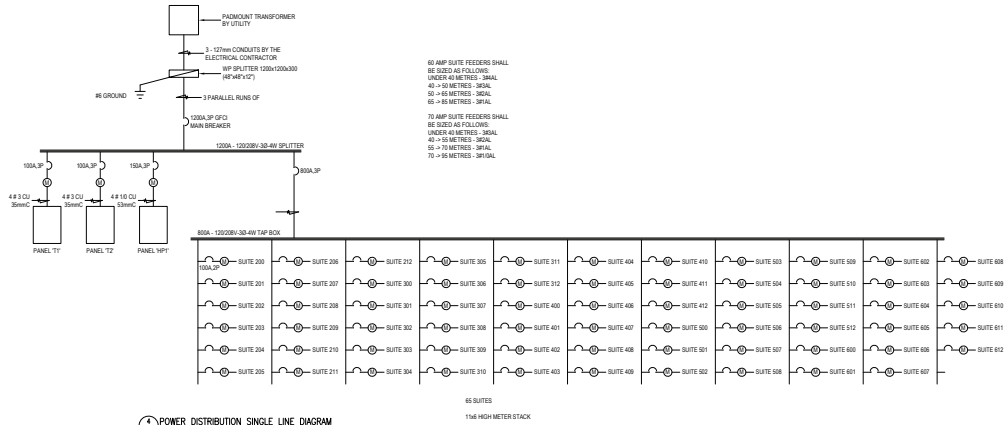 PADMOUNT TRANSFORMER
BY UTILITY
3 - 127mm CONDUITS BY THE
ELECTRICAL CONTRACTOR
WP SPLITTER 1200x1200x300
(48"x48"x12")
#6 GROUND
3 PARALLEL RUNS OF
1200A,3P GFCI
MAIN BREAKER
1200A - 120/208V-3Ø-4W SPLITTER
60 AMP SUITE FEEDERS SHALL
BE SIZED AS FOLLOWS:
UNDER 40 METRES - 3#4AL
40 -> 50 METRES - 3#3AL
50 -> 65 METRES - 3#2AL
65 -> 85 METRES - 3#1AL
70 AMP SUITE FEEDERS SHALL
BE SIZED AS FOLLOWS:
UNDER 40 METRES - 3#3AL
40 -> 55 METRES - 3#2AL
55 -> 70 METRES - 3#1AL
70 -> 95 METRES - 3#1/0AL
100A,3P 100A,3P 150A,3P 800A,3P
M M M
4 # 3 CU 4 # 3 CU 4 # 1/0 CU
35mmC 35mmC 53mmC
PANEL 'T1' PANEL 'T2' PANEL 'HP1'
800A - 120/208V-3Ø-4W TAP BOX
M SUITE 200 M SUITE 206 M SUITE 212 M SUITE 305 M SUITE 311 M SUITE 404 M SUITE 410 M SUITE 503 M SUITE 509 M SUITE 602 M SUITE 608
100A,2P
M SUITE 201 M SUITE 207 M SUITE 300 M SUITE 306 M SUITE 312 M SUITE 405 M SUITE 411 M SUITE 504 M SUITE 510 M SUITE 603 M SUITE 609
M SUITE 202 M SUITE 208 M SUITE 301 M SUITE 307 M SUITE 400 M SUITE 406 M SUITE 412 M SUITE 505 M SUITE 511 M SUITE 604 M SUITE 610
M SUITE 203 M SUITE 209 M SUITE 302 M SUITE 308 M SUITE 401 M SUITE 407 M SUITE 500 M SUITE 506 M SUITE 512 M SUITE 605 M SUITE 611
M SUITE 204 M SUITE 210 M SUITE 303 M SUITE 309 M SUITE 402 M SUITE 408 M SUITE 501 M SUITE 507 M SUITE 600 M SUITE 606 M SUITE 612
M SUITE 205 M SUITE 211 M SUITE 304 M SUITE 310 M SUITE 403 M SUITE 409 M SUITE 502 M SUITE 508 M SUITE 601 M SUITE 607
65 SUITES
11x6 HIGH METER STACK
4 POWER DISTRIBUTION SINGLE LINE DIAGRAM